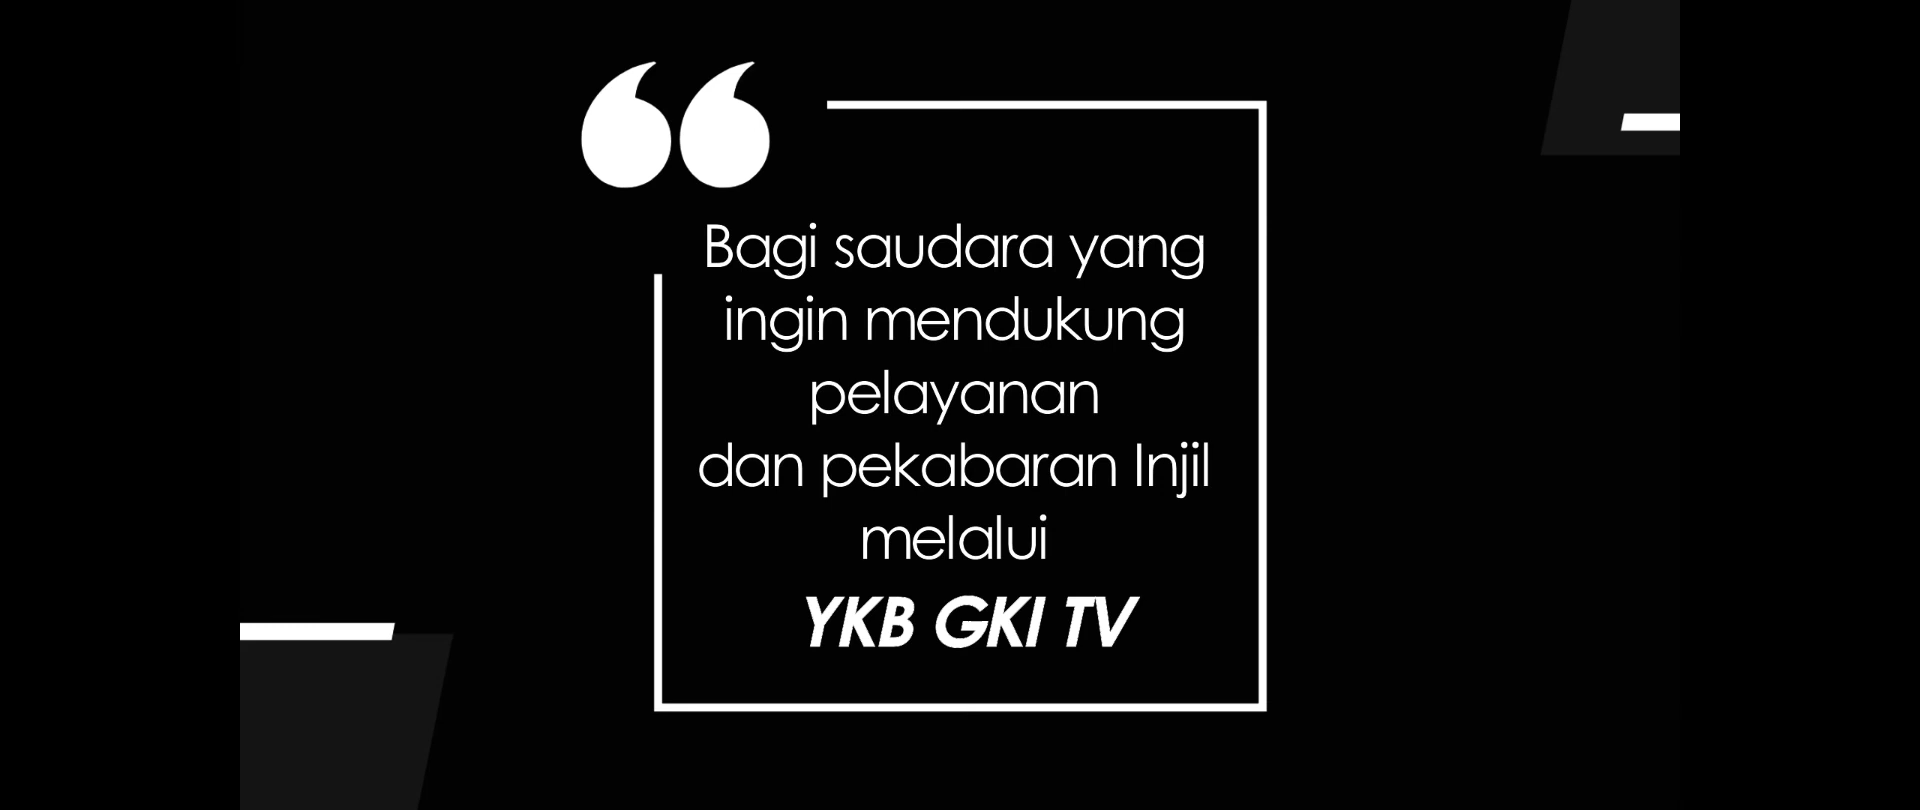 Bagi saudara yang
ingin mendukung
pelayanan
dan pekabaran Injil
melalui
YKB GKI TV